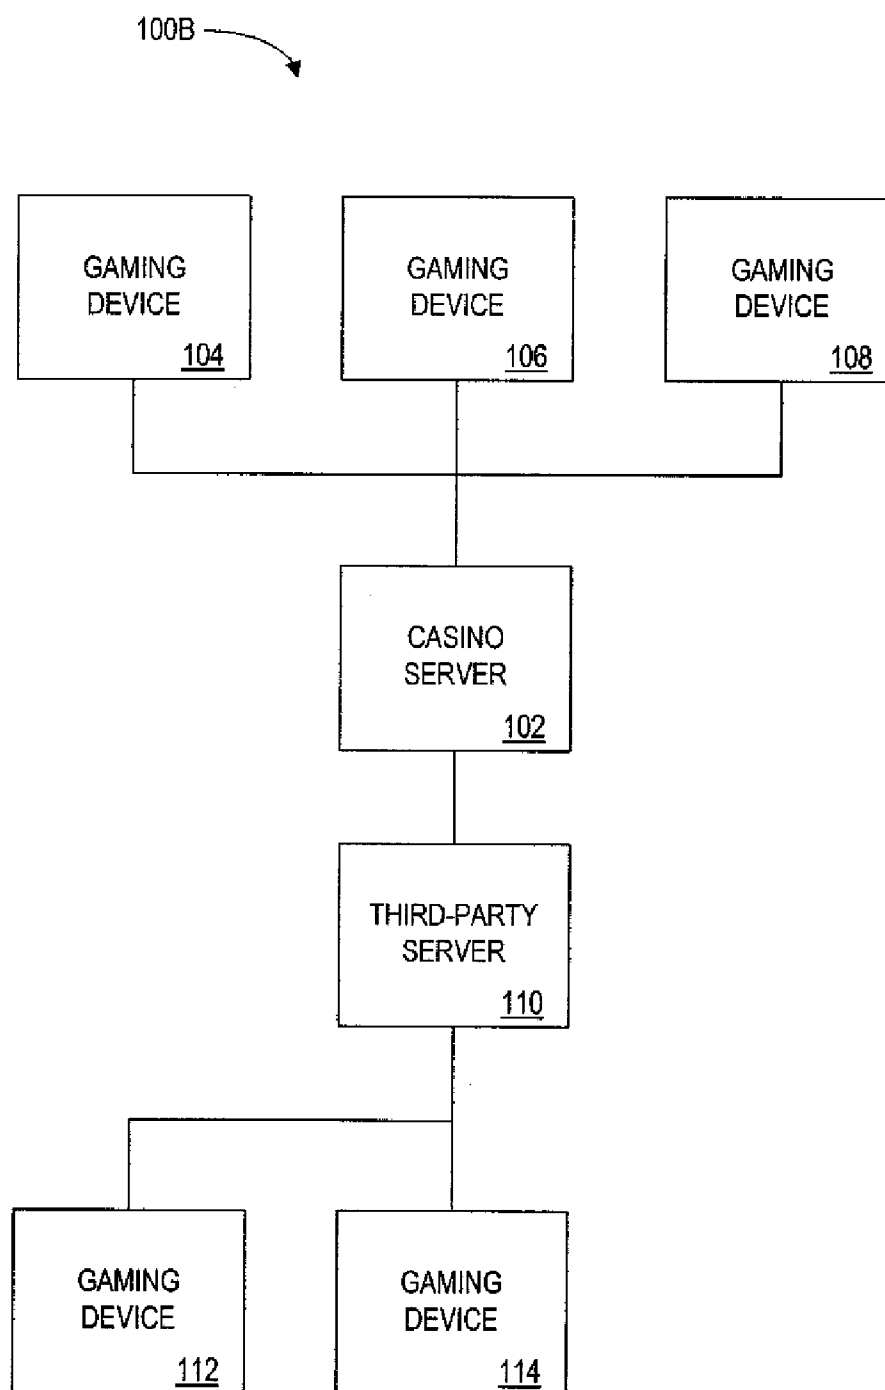 100B
GAMING
DEVICE
104
GAMING
DEVICE
106
GAMING
DEVICE
108
CASINO
SERVER
102
THIRD-PARTY
SERVER
110
GAMING
DEVICE
112
GAMING
DEVICE
114